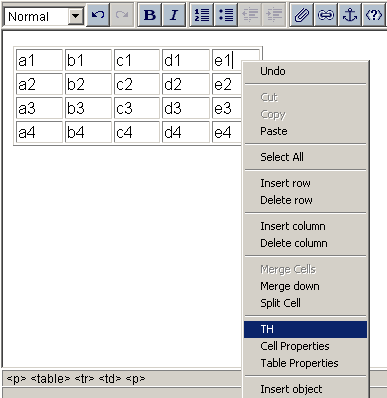 Normal B I
a1 b1 c1 d1 e1
a2 b2 c2 d2 e2
a3 b3 c3 d3 e3
a4 b4 c4 d4 e4
Undo
Cut
Copy
Paste
Select All
Insert row
Delete row
Insert column
Delete column
Merge Cells
Merge down
Split Cell
TH
Cell Properties
Table Properties
Insert object
<p> <table> <tr> <td> <p>